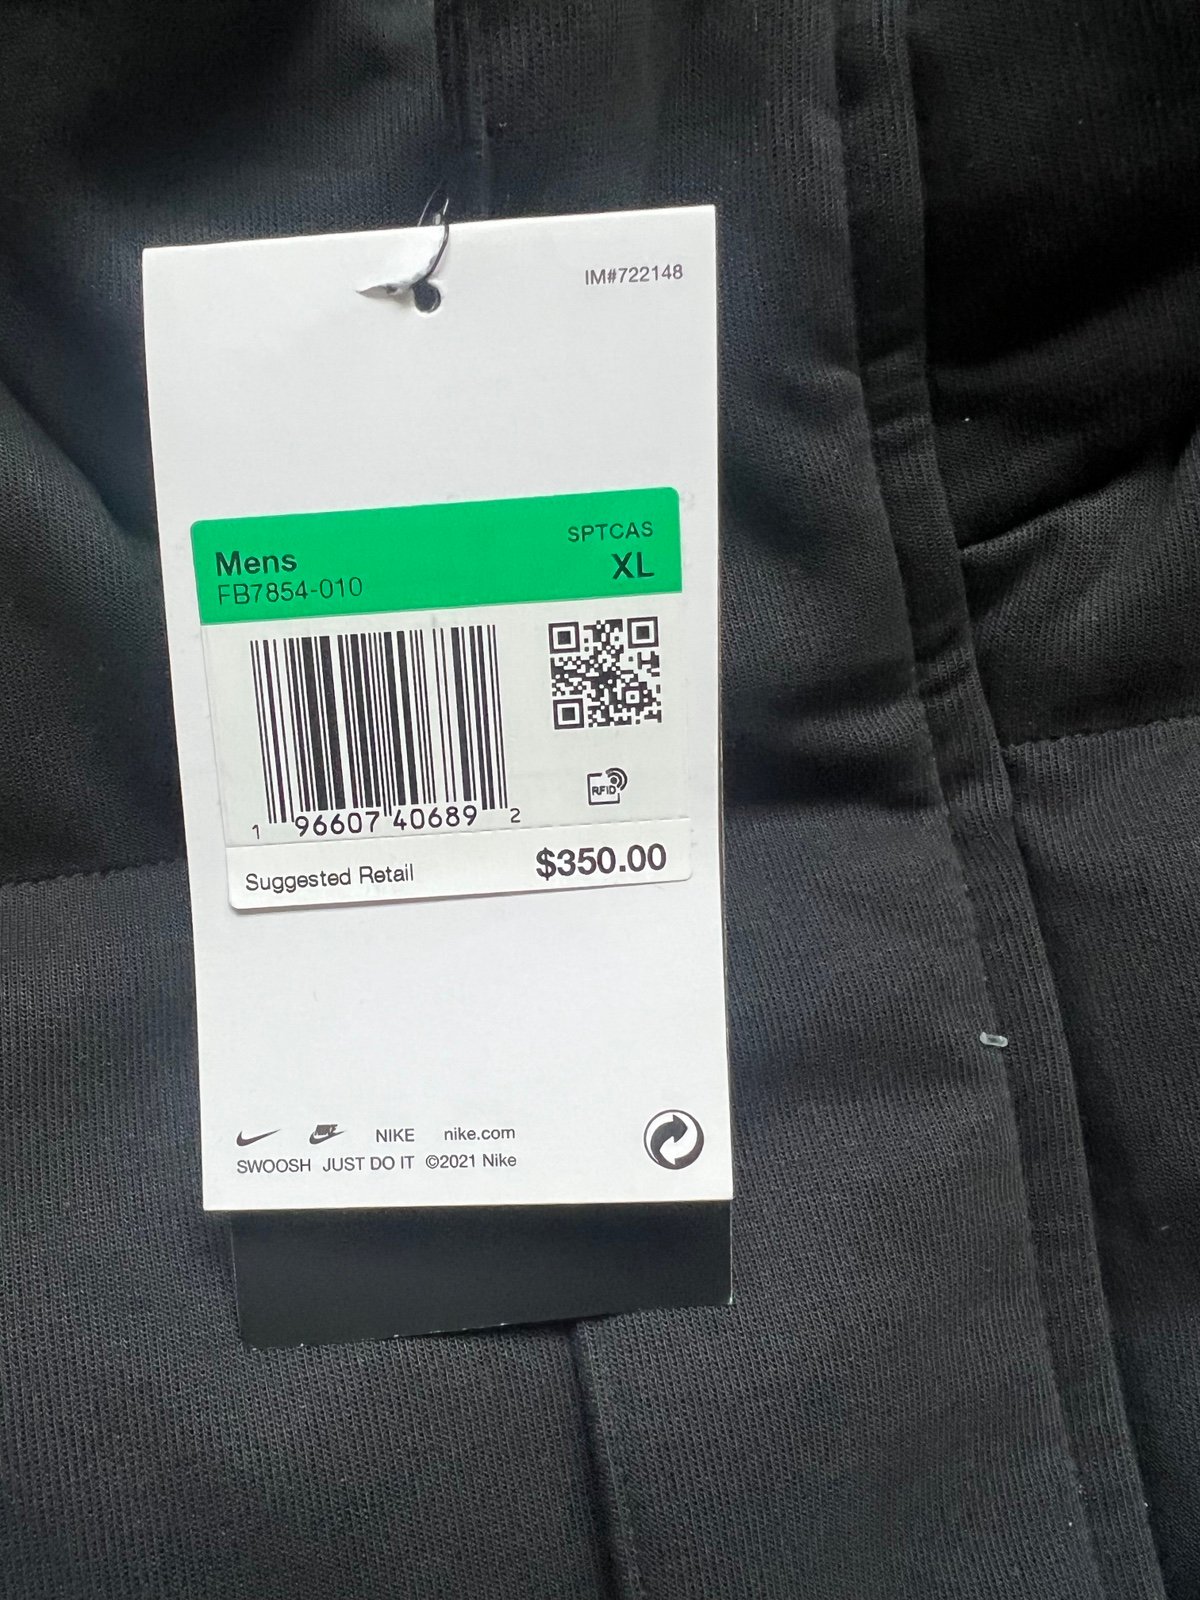 IM#722148
SPTCAS
Mens XL
FB7854-010
RFID
1 96607 40689 2
Suggested Retail $350.00
NIKE
NIKE nike.com
SWOOSH JUST DO IT ©2021 Nike